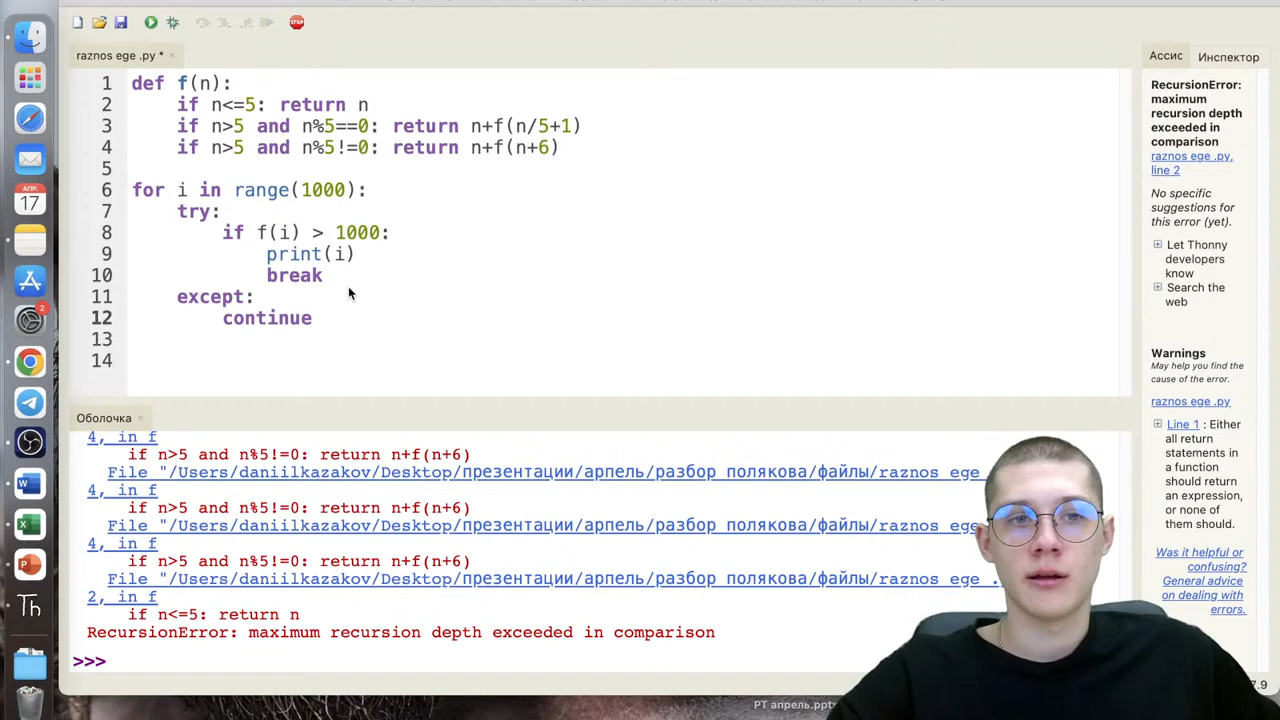 raznos ege .py *
Ассис
Инспектор
1 def f(n):
2 if n<=5: return n
3 if n>5 and n%5==0: return n+f(n/5+1)
4 if n>5 and n%5!=0: return n+f(n+6)
5
6 for i in range(1000):
7 try:
8 if f(i) > 1000:
9 print(i)
10 break
11 except:
12 continue
13
14
RecursionError:
maximum
recursion depth
exceeded in
comparison
raznos ege .py,
line 2
No specific
suggestions for
this error (yet).
Let Thonny
developers
know
Search the
web
Warnings
May help you find the
cause of the error.
raznos ege .py
Line 1 : Either
all return
statements in
a function
should return
an expression,
or none of
them should.
Was it helpful or
confusing?
General advice
on dealing with
errors.
Оболочка
4, in f
if n>5 and n%5!=0: return n+f(n+6)
File "/Users/daniilkazakov/Desktop/презентации/арпель/разбор полякова/файлы/raznos ege
4, in f
if n>5 and n%5!=0: return n+f(n+6)
File "/Users/daniilkazakov/Desktop/презентации/арпель/разбор полякова/файлы/raznos ege
4, in f
if n>5 and n%5!=0: return n+f(n+6)
File "/Users/daniilkazakov/Desktop/презентации/арпель/разбор полякова/файлы/raznos ege .
2, in f
if n<=5: return n
RecursionError: maximum recursion depth exceeded in comparison
>>>
7.9
АПР.
17
2
Th
PT апрель.pptx
STOP